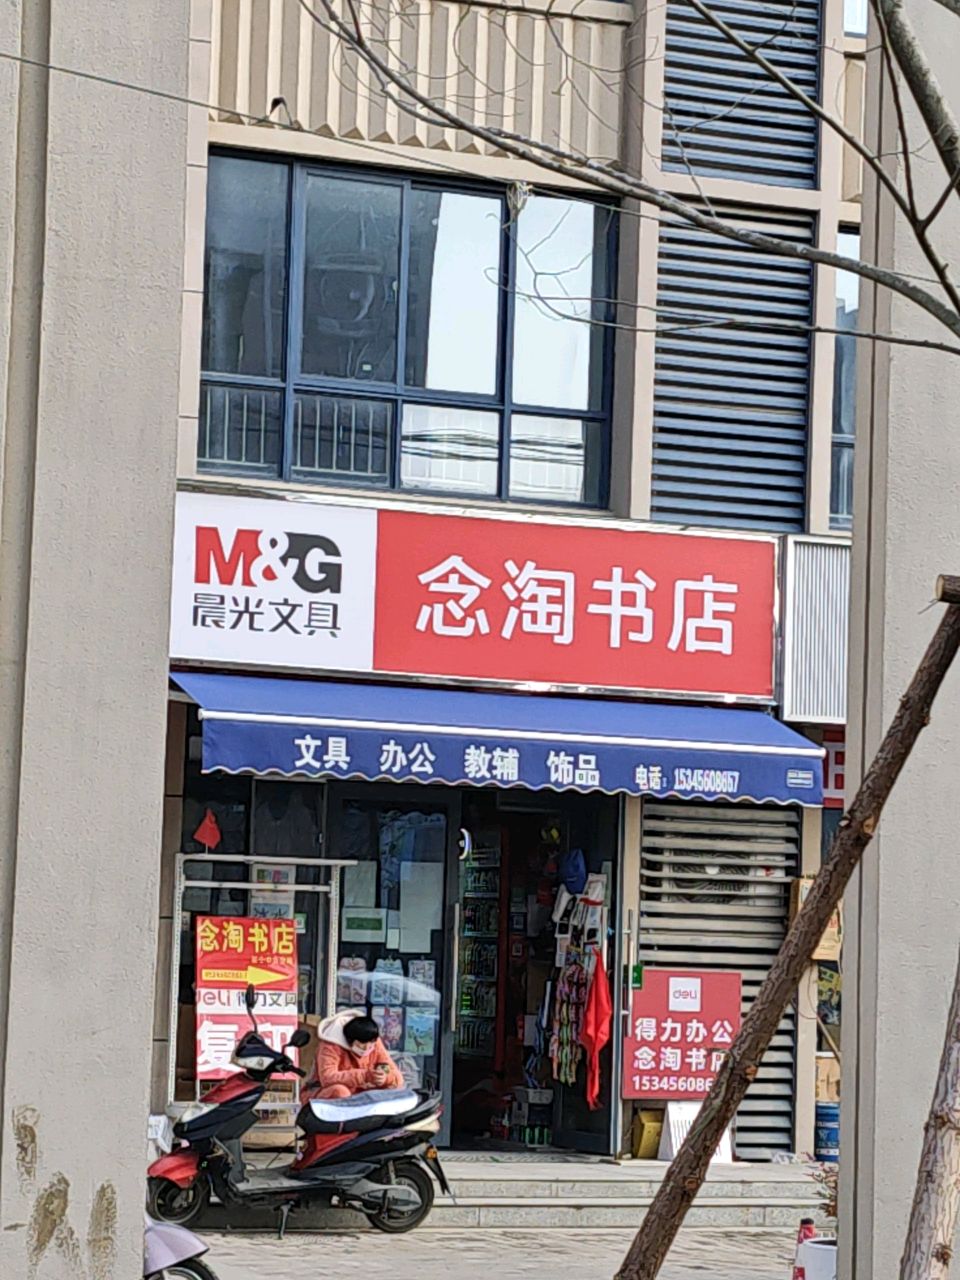 M&G
晨光文具
念淘书店
文具 办公 教辅 饰品 电话：15345608657
念淘书店
deli 得力文具
复印
deli
得力办公
念淘书店
153456086